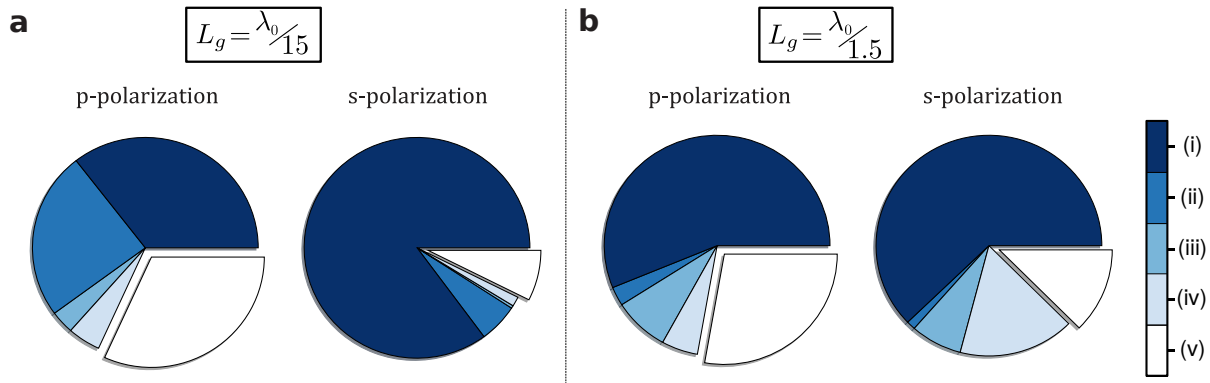 a
L_g = λ_0/15
p-polarization
s-polarization
b
L_g = λ_0/1.5
p-polarization
s-polarization
(i)
(ii)
(iii)
(iv)
(v)